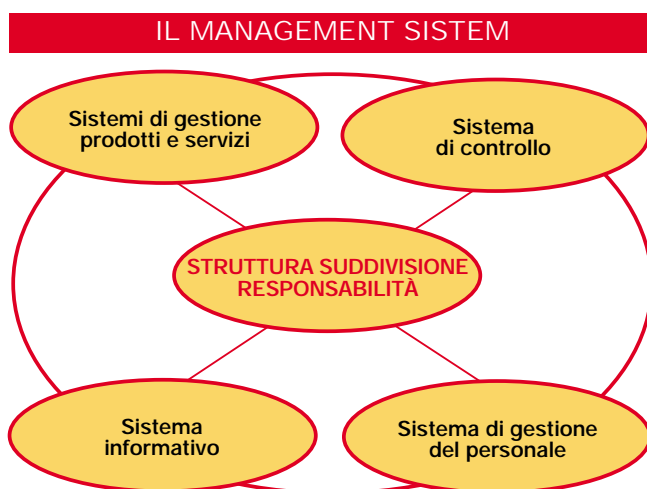 IL MANAGEMENT SISTEM
Sistemi di gestione
prodotti e servizi
Sistema
di controllo
STRUTTURA SUDDIVISIONE
RESPONSABILITÀ
Sistema
informativo
Sistema di gestione
del personale